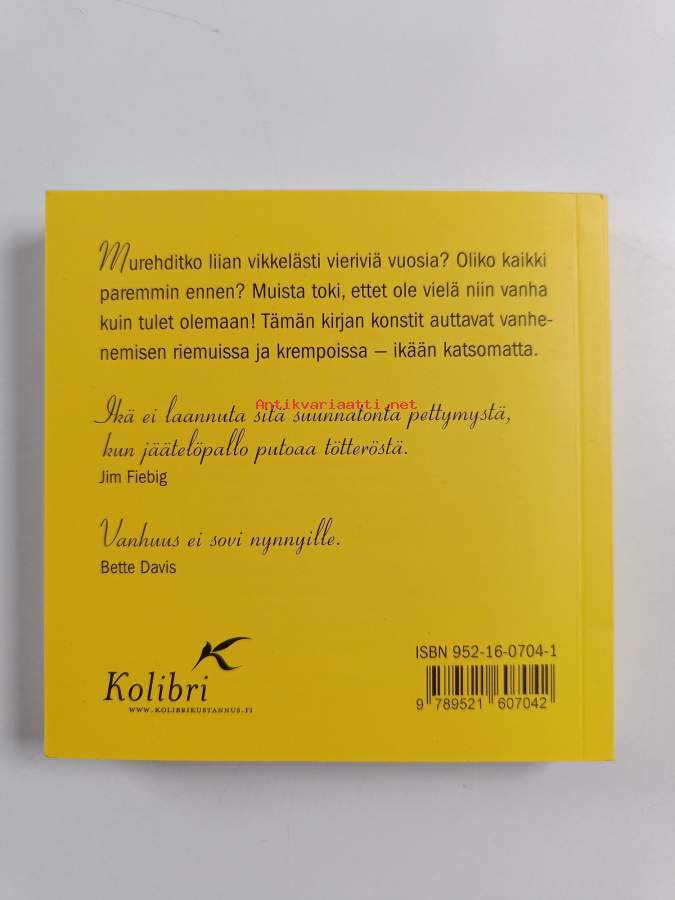 Murehditko liian vikkelästi vieriviä vuosia? Oliko kaikki
paremmin ennen? Muista toki, ettet ole vielä niin vanha
kuin tulet olemaan! Tämän kirjan konstit auttavat vanhe-
nemisen riemuissa ja krempoissa – ikään katsomatta.
Antikvariaatti.net
Ikä ei laannuta sitä suunnatonta pettymystä,
kun jäätelöpallo putoaa tötteröstä.
Jim Fiebig
Vanhuus ei sovi nynnyille.
Bette Davis
Kolibri
WWW.KOLIBRIKUSTANNUS.FI
ISBN 952-16-0704-1
9 789521 607042